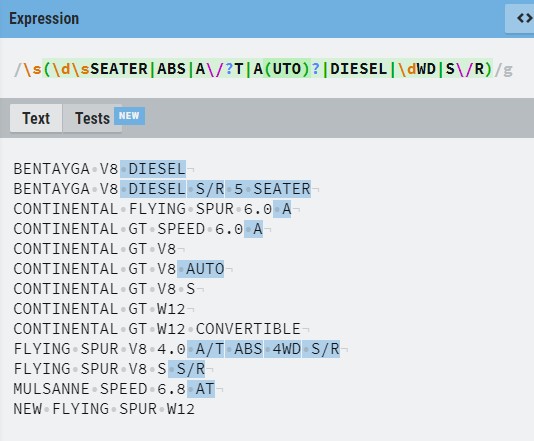 Expression
<>
/\s(\d\sSEATER|ABS|A\/?T|A(UTO)?|DIESEL|\dWD|S\/R)/g
Text Tests NEW
BENTAYGA V8 DIESEL
BENTAYGA V8 DIESEL S/R 5 SEATER
CONTINENTAL FLYING SPUR 6.0 A
CONTINENTAL GT SPEED 6.0 A
CONTINENTAL GT V8
CONTINENTAL GT V8 AUTO
CONTINENTAL GT V8 S
CONTINENTAL GT W12
CONTINENTAL GT W12 CONVERTIBLE
FLYING SPUR V8 4.0 A/T ABS 4WD S/R
FLYING SPUR V8 S S/R
MULSANNE SPEED 6.8 AT
NEW FLYING SPUR W12